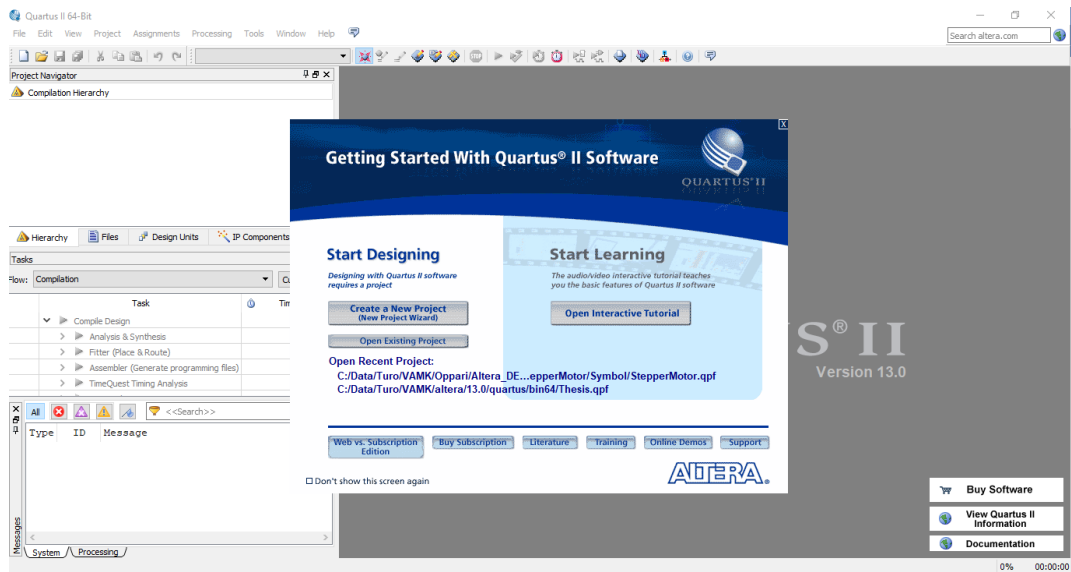 Quartus II 64-Bit
File Edit View Project Assignments Processing Tools Window Help
Search altera.com
Project Navigator
Compilation Hierarchy
Hierarchy Files Design Units IP Components
Tasks
Flow: Compilation
Task
Compile Design
Analysis & Synthesis
Fitter (Place & Route)
Assembler (Generate programming files)
TimeQuest Timing Analysis
All <<Search>>
Type ID Message
Messages
System Processing
X
Getting Started With Quartus® II Software
QUARTUS® II
Start Designing
Designing with Quartus II software
requires a project
Create a New Project
(New Project Wizard)
Open Existing Project
Open Recent Project:
C:/Data/Turo/VAMK/Oppari/Altera_DE...epperMotor/Symbol/StepperMotor.qpf
C:/Data/Turo/VAMK/altera/13.0/quartus/bin64/Thesis.qpf
Start Learning
The audio/video interactive tutorial teaches
you the basic features of Quartus II software
Open Interactive Tutorial
Web vs. Subscription
Edition
Buy Subscription Literature Training Online Demos Support
Don't show this screen again
ALTERA®
S® II
Version 13.0
Buy Software
View Quartus II
Information
Documentation
0% 00:00:00